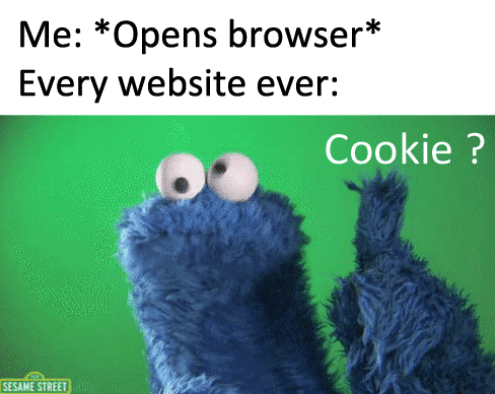 Me: *Opens browser*
Every website ever:
Cookie ?
SESAME STREET